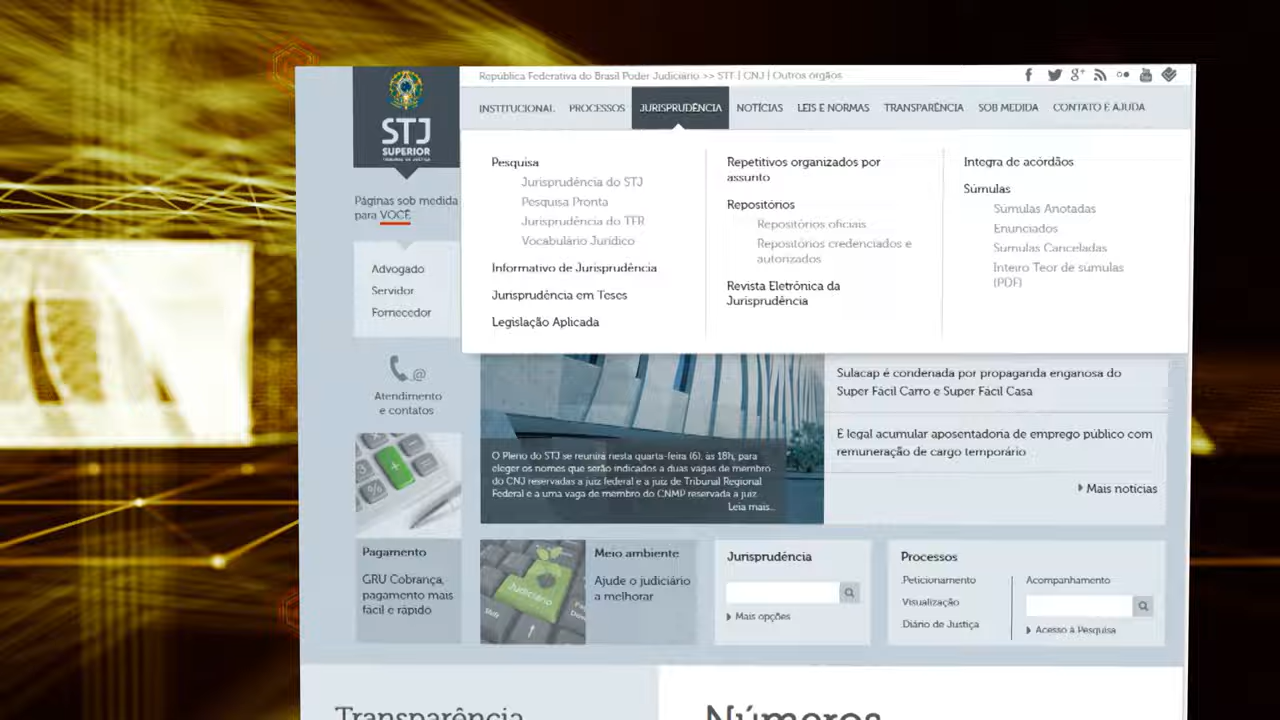 República Federativa do Brasil Poder Judiciário >> STF | CNJ | Outros órgãos
STJ
SUPERIOR
TRIBUNAL DE JUSTIÇA
INSTITUCIONAL PROCESSOS JURISPRUDÊNCIA NOTÍCIAS LEIS E NORMAS TRANSPARÊNCIA SOB MEDIDA CONTATO E AJUDA
Páginas sob medida
para VOCÊ
Advogado
Servidor
Fornecedor
Pesquisa
Jurisprudência do STJ
Pesquisa Pronta
Jurisprudência do TFR
Vocabulário Jurídico
Informativo de Jurisprudência
Jurisprudência em Teses
Legislação Aplicada
Repetitivos organizados por
assunto
Repositórios
Repositórios oficiais
Repositórios credenciados e
autorizados
Revista Eletrônica da
Jurisprudência
Íntegra de acórdãos
Súmulas
Súmulas Anotadas
Enunciados
Súmulas Canceladas
Inteiro Teor de súmulas
(PDF)
@
Atendimento
e contatos
O Pleno do STJ se reunirá nesta quarta-feira (6), às 18h, para
eleger os nomes que serão indicados a duas vagas de membro
do CNJ reservadas a juiz federal e a juiz de Tribunal Regional
Federal e a uma vaga de membro do CNMP reservada a juiz.
Leia mais...
Sulacap é condenada por propaganda enganosa do
Super Fácil Carro e Super Fácil Casa
É legal acumular aposentadoria de emprego público com
remuneração de cargo temporário
Mais notícias
Pagamento
GRU Cobrança,
pagamento mais
fácil e rápido
Judiciário
Meio ambiente
Ajude o judiciário
a melhorar
Jurisprudência
Mais opções
Processos
Peticionamento
Visualização
Diário de Justiça
Acompanhamento
Acesso à Pesquisa
Transparência
Números